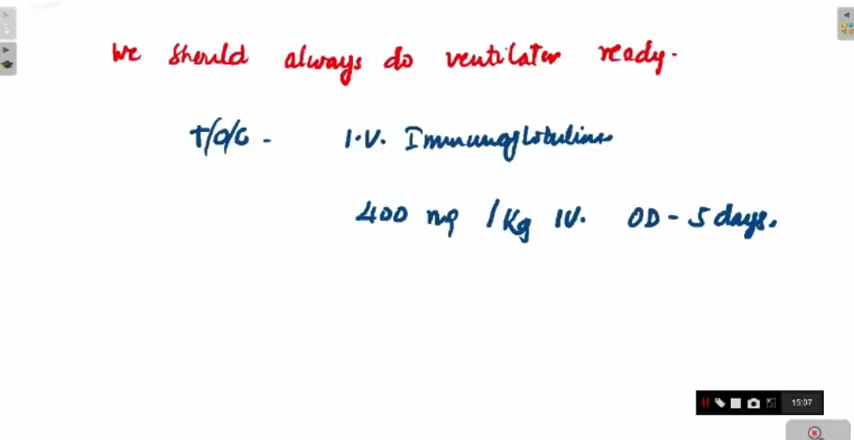 We should always do ventilator ready.
T/O/C - I.V. Immunoglobulins
400 mg /Kg IV. OD - 5 days.
15:07